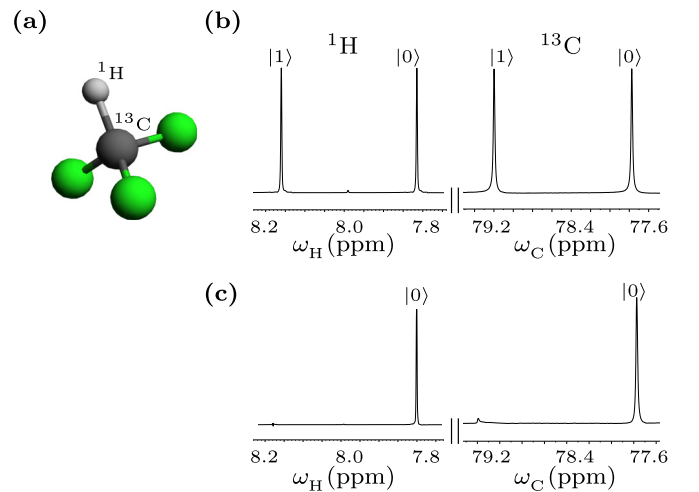 (a)
¹H
¹³C
(b)
¹H
¹³C
|1⟩ |0⟩ |1⟩ |0⟩
8.2 8.0 7.8 79.2 78.4 77.6
ω_H (ppm) ω_C (ppm)
(c)
|0⟩ |0⟩
8.2 8.0 7.8 79.2 78.4 77.6
ω_H (ppm) ω_C (ppm)